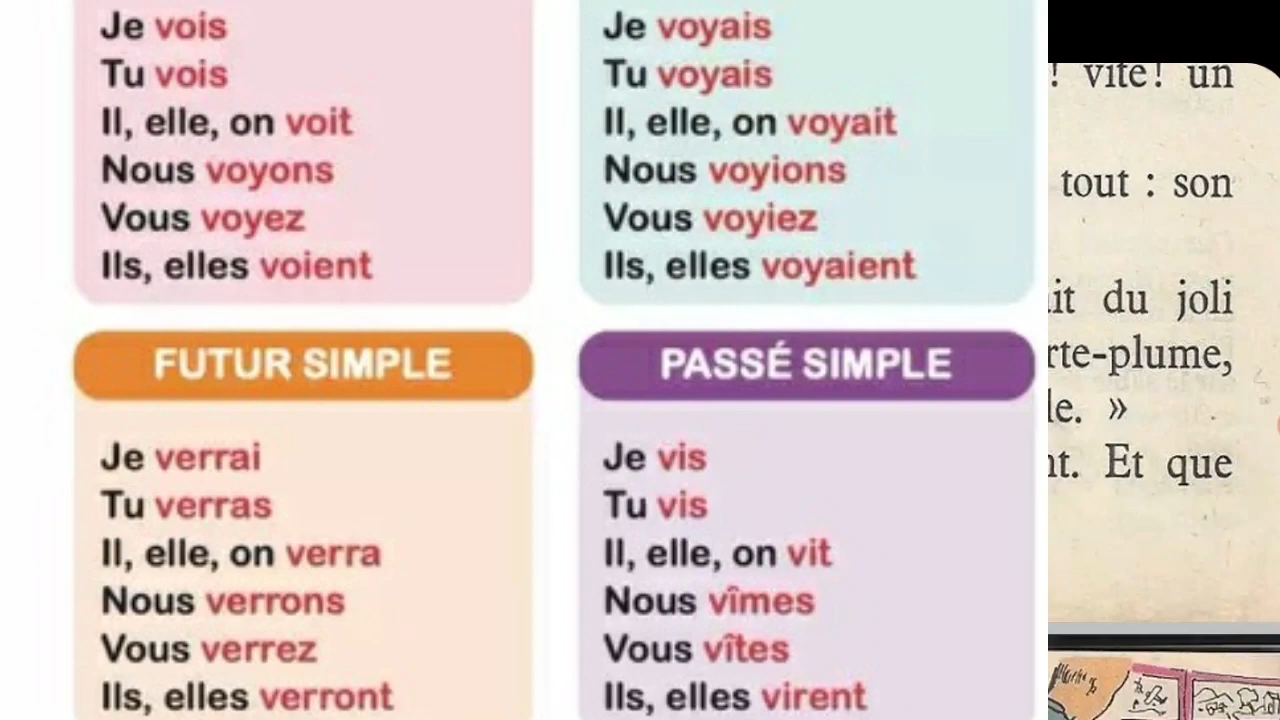 Je vois
Tu vois
Il, elle, on voit
Nous voyons
Vous voyez
Ils, elles voient
Je voyais
Tu voyais
Il, elle, on voyait
Nous voyions
Vous voyiez
Ils, elles voyaient
FUTUR SIMPLE
Je verrai
Tu verras
Il, elle, on verra
Nous verrons
Vous verrez
Ils, elles verront
PASSÉ SIMPLE
Je vis
Tu vis
Il, elle, on vit
Nous vîmes
Vous vîtes
Ils, elles virent
! vite! un
tout : son
it du joli
rte-plume,
le. »
t. Et que